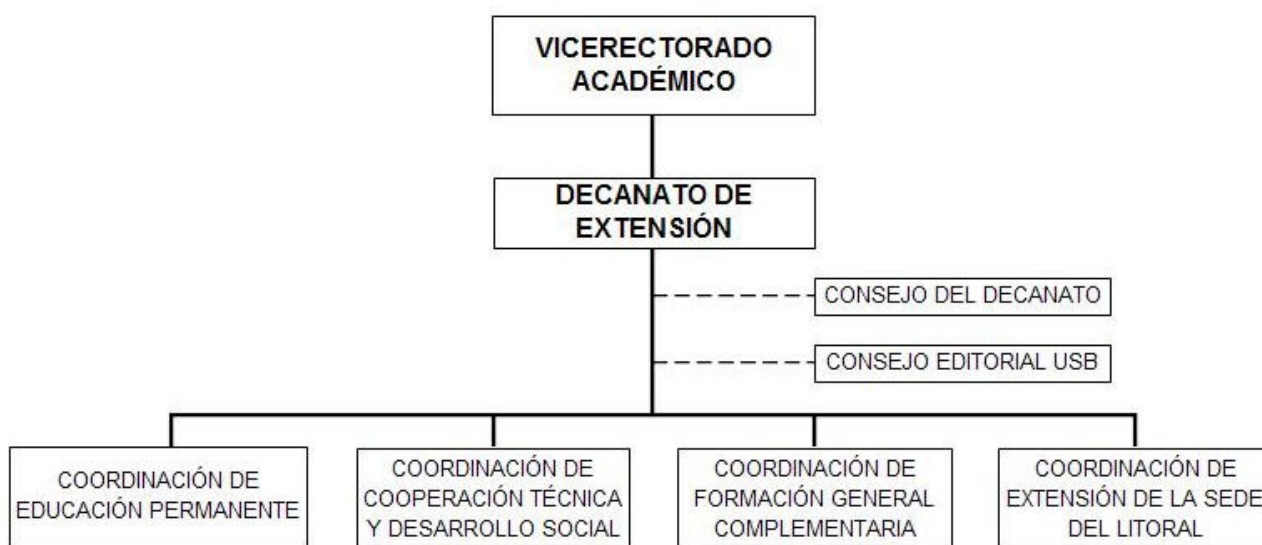 VICERECTORADO
ACADÉMICO
DECANATO DE
EXTENSIÓN
CONSEJO DEL DECANATO
CONSEJO EDITORIAL USB
COORDINACIÓN DE
EDUCACIÓN PERMANENTE
COORDINACIÓN DE
COOPERACIÓN TÉCNICA
Y DESARROLLO SOCIAL
COORDINACIÓN DE
FORMACIÓN GENERAL
COMPLEMENTARIA
COORDINACIÓN DE
EXTENSIÓN DE LA SEDE
DEL LITORAL